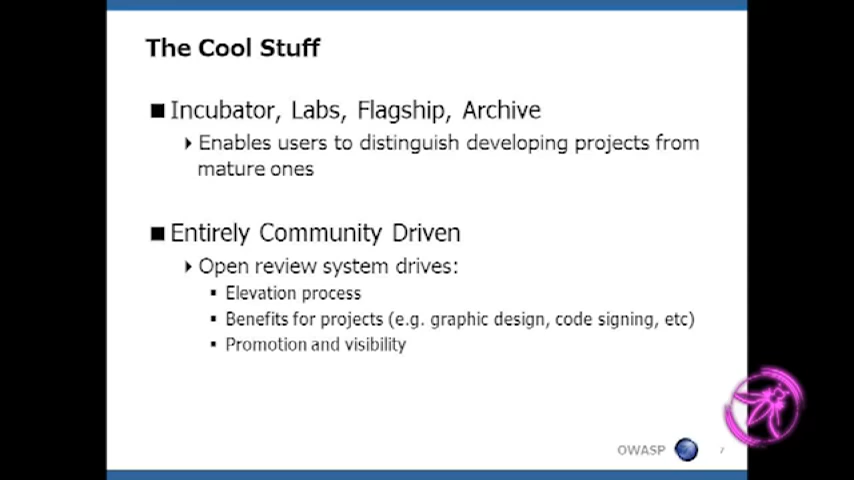 The Cool Stuff
Incubator, Labs, Flagship, Archive
Enables users to distinguish developing projects from
mature ones
Entirely Community Driven
Open review system drives:
Elevation process
Benefits for projects (e.g. graphic design, code signing, etc)
Promotion and visibility
OWASP
7